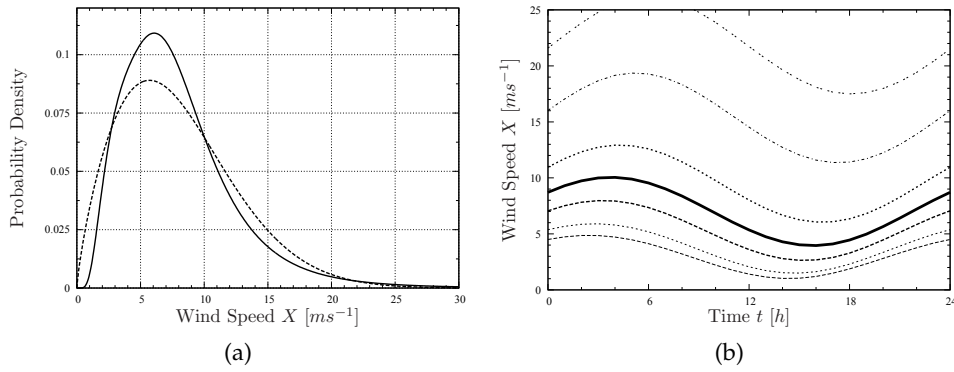 Probability Density
0.1
0.075
0.05
0.025
0
0 5 10 15 20 25 30
Wind Speed X [ms⁻¹]
(a)
Wind Speed X [ms⁻¹]
25
20
15
10
5
0
0 6 12 18 24
Time t [h]
(b)